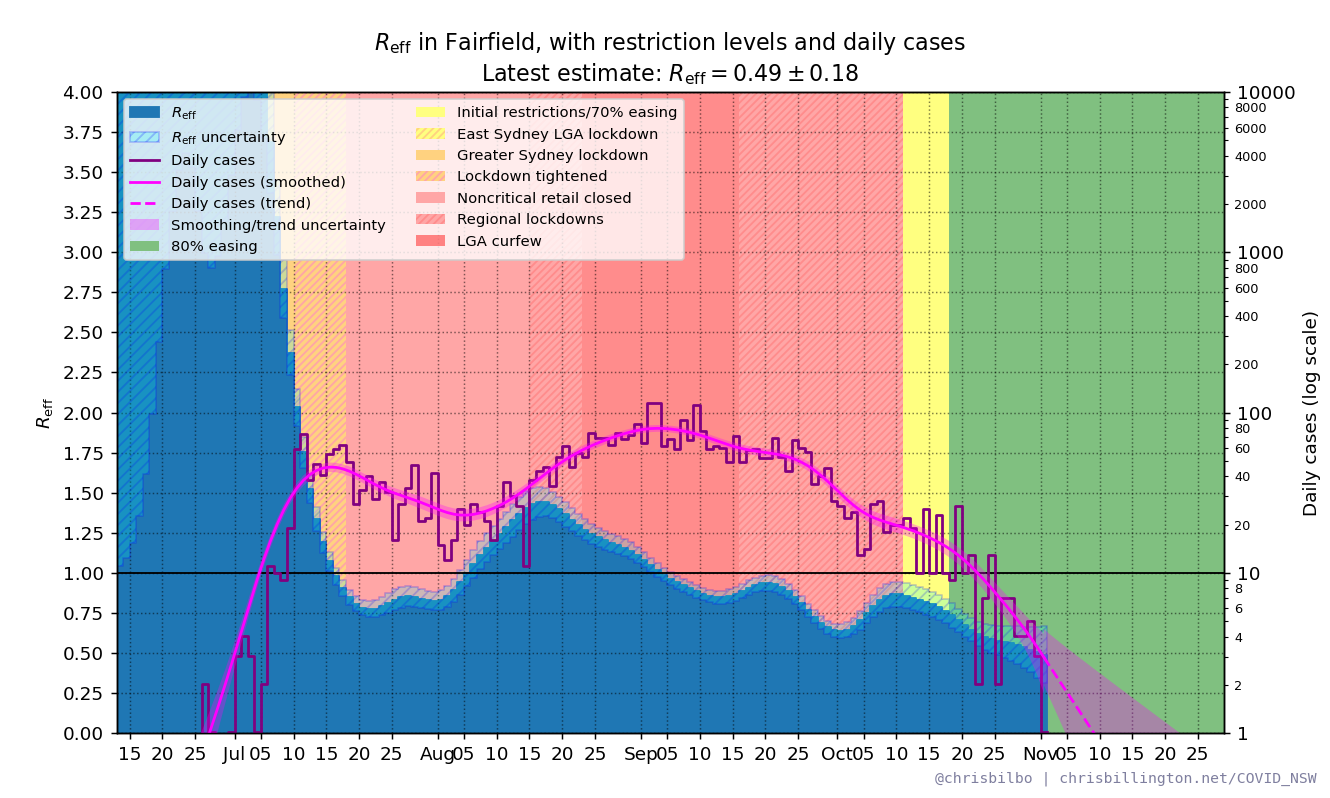 R_eff in Fairfield, with restriction levels and daily cases
Latest estimate: R_eff = 0.49 ± 0.18
R_eff
R_eff uncertainty
Daily cases
Daily cases (smoothed)
Daily cases (trend)
Smoothing/trend uncertainty
80% easing
Initial restrictions/70% easing
East Sydney LGA lockdown
Greater Sydney lockdown
Lockdown tightened
Noncritical retail closed
Regional lockdowns
LGA curfew
R_eff
4.00
3.75
3.50
3.25
3.00
2.75
2.50
2.25
2.00
1.75
1.50
1.25
1.00
0.75
0.50
0.25
0.00
10000
8000
6000
4000
2000
1000
800
600
400
200
100
80
60
40
20
10
8
6
4
2
1
Daily cases (log scale)
15 20 25 Jul 05 10 15 20 25 Aug 05 10 15 20 25 Sep 05 10 15 20 25 Oct 05 10 15 20 25 Nov 05 10 15 20 25
@chrisbilbo | chrisbillington.net/COVID_NSW